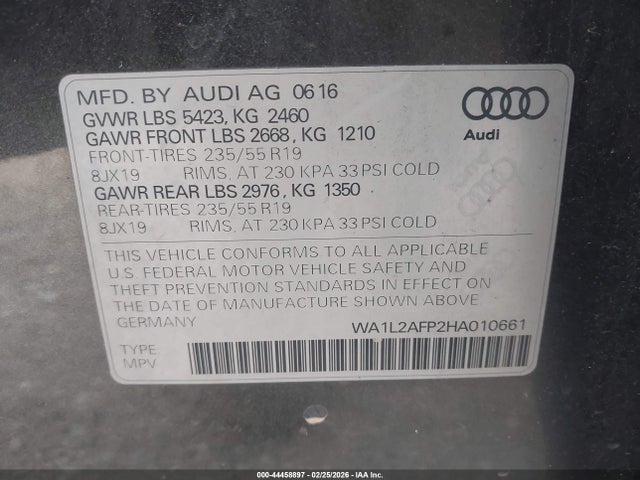 MFD. BY AUDI AG 0616
GVWR LBS 5423, KG 2460
GAWR FRONT LBS 2668, KG 1210
FRONT-TIRES 235/55 R19
8JX19 RIMS, AT 230 KPA 33 PSI COLD
GAWR REAR LBS 2976, KG 1350
REAR-TIRES 235/55 R19
8JX19 RIMS, AT 230 KPA 33 PSI COLD
Audi
THIS VEHICLE CONFORMS TO ALL APPLICABLE
U.S. FEDERAL MOTOR VEHICLE SAFETY AND
THEFT PREVENTION STANDARDS IN EFFECT ON
THE DATE OF MANUFACTURE SHOWN ABOVE
GERMANY WA1L2AFP2HA010661
TYPE
MPV
000-44458897 - 02/25/2026 - IAA Inc.